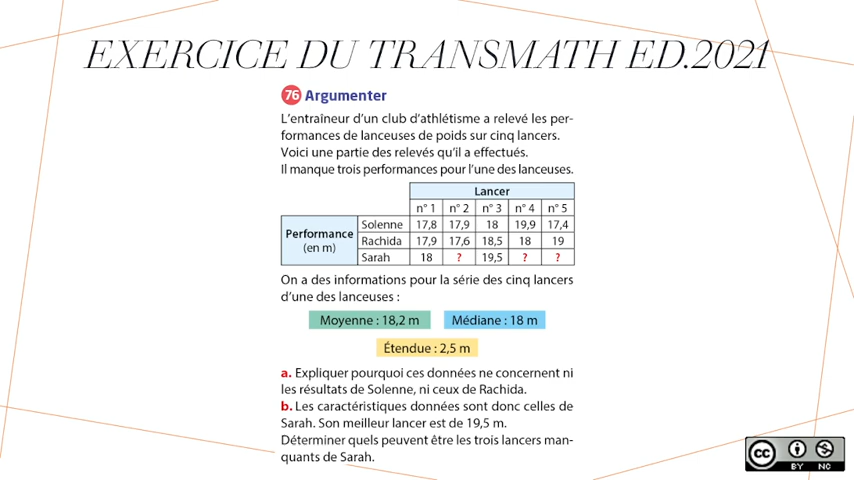 EXERCICE DU TRANSMATH ED.2021
76 Argumenter
L'entraîneur d'un club d'athlétisme a relevé les per-
formances de lanceuses de poids sur cinq lancers.
Voici une partie des relevés qu'il a effectués.
Il manque trois performances pour l'une des lanceuses.
Lancer
n° 1 n° 2 n° 3 n° 4 n° 5
Performance (en m)
Solenne 17,8 17,9 18 19,9 17,4
Rachida 17,9 17,6 18,5 18 19
Sarah 18 ? 19,5 ? ?
On a des informations pour la série des cinq lancers
d'une des lanceuses :
Moyenne : 18,2 m Médiane : 18 m
Étendue : 2,5 m
a. Expliquer pourquoi ces données ne concernent ni
les résultats de Solenne, ni ceux de Rachida.
b. Les caractéristiques données sont donc celles de
Sarah. Son meilleur lancer est de 19,5 m.
Déterminer quels peuvent être les trois lancers man-
quants de Sarah.
cc
BY NC